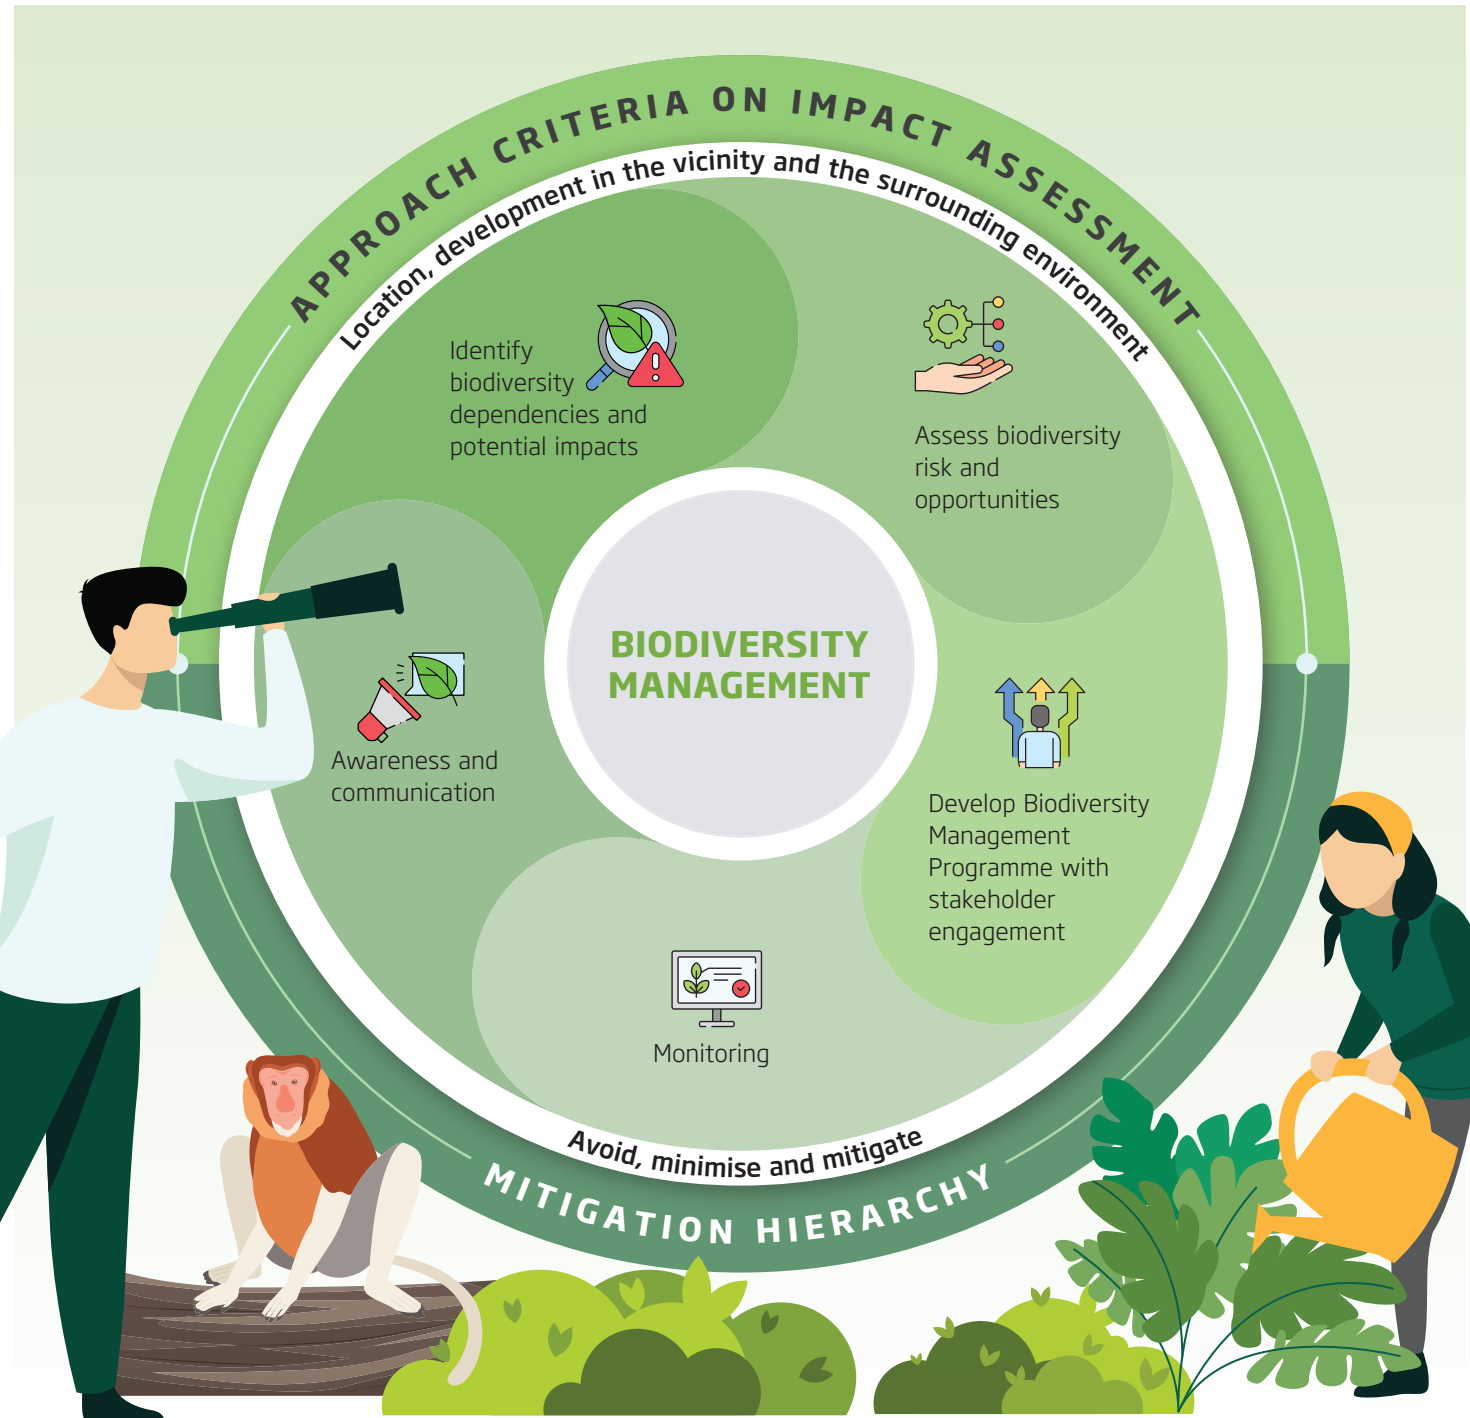 APPROACH CRITERIA ON IMPACT ASSESSMENT
Location, development in the vicinity and the surrounding environment
Identify
biodiversity
dependencies and
potential impacts
Assess biodiversity
risk and
opportunities
BIODIVERSITY
MANAGEMENT
Awareness and
communication
Develop Biodiversity
Management
Programme with
stakeholder
engagement
Monitoring
Avoid, minimise and mitigate
MITIGATION HIERARCHY